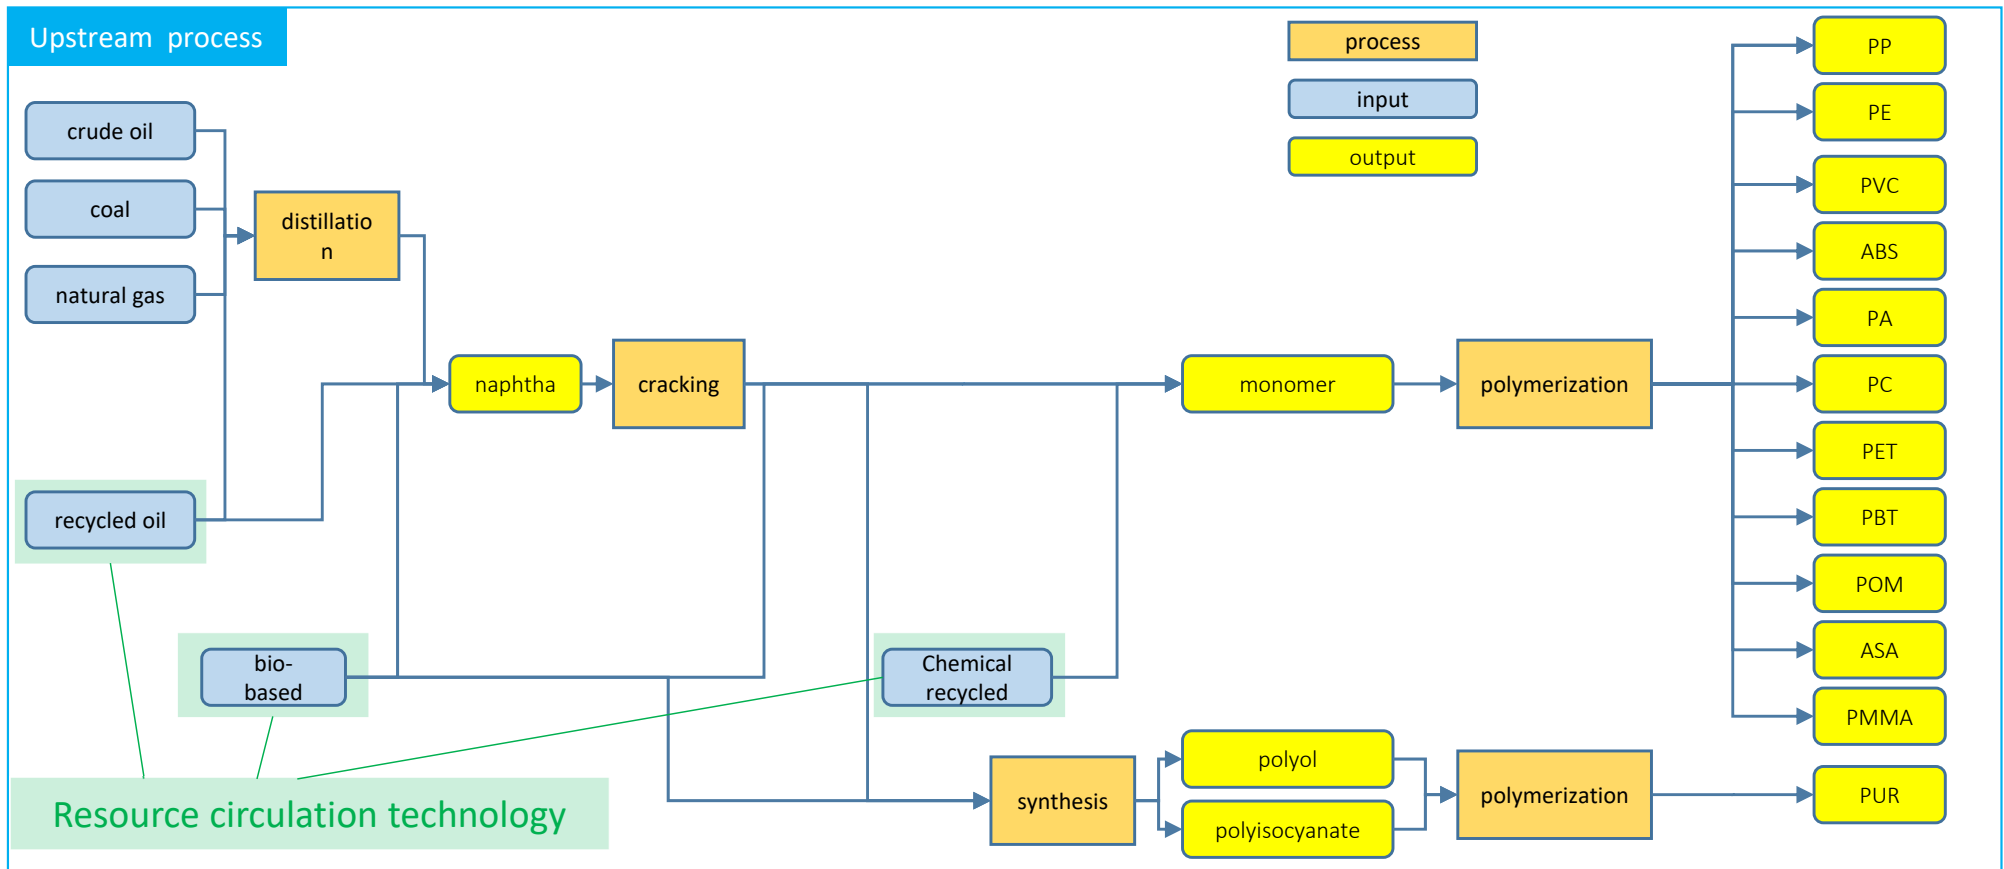 Upstream process
process
input
output
crude oil
coal
natural gas
recycled oil
bio-
based
distillatio
n
naphtha
cracking
Chemical
recycled
monomer
polymerization
synthesis
polyol
polyisocyanate
polymerization
PP
PE
PVC
ABS
PA
PC
PET
PBT
POM
ASA
PMMA
PUR
Resource circulation technology